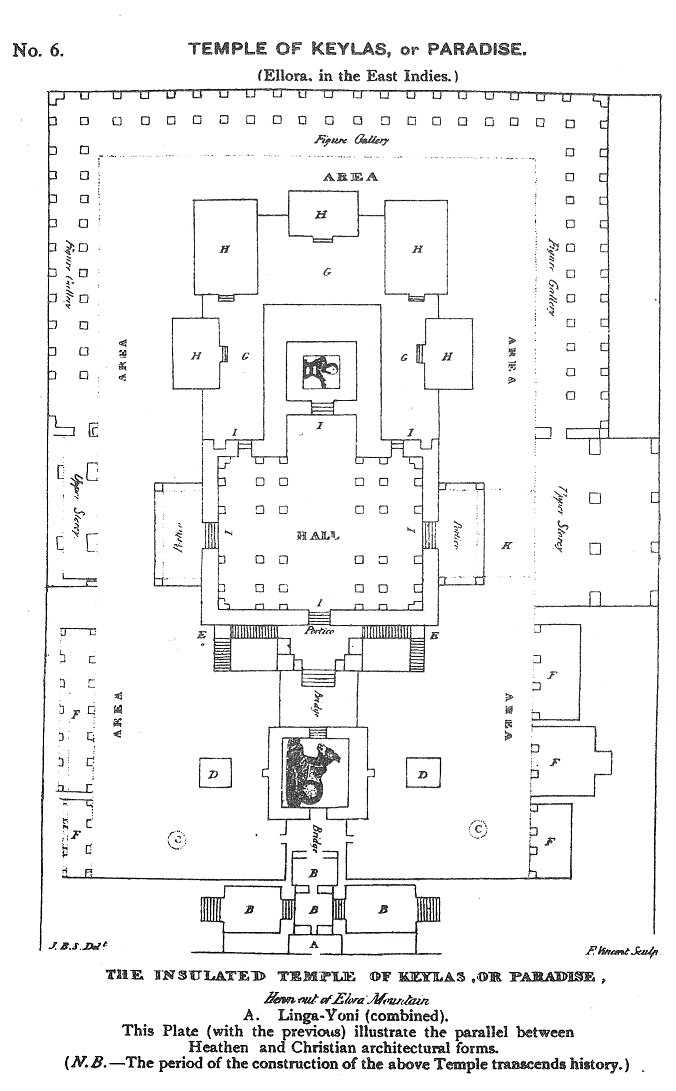 No. 6.
TEMPLE OF KEYLAS, or PARADISE.
(Ellora, in the East Indies.)
Figure Gallery
AREA
H
H
H
G
Figure Gallery
Figure Gallery
AREA
AREA
H
G
G
H
I
I
I
Upper Storey
Upper Storey
Portico
I
HALL
I
Portico
K
I
E
Portico
E
Bridge
AREA
AREA
F
F
F
D
D
F
Bridge
C
C
F
B
B
B
B
A
J. B. S. Delt
F. Vincent Sculp
THE INSULATED TEMPLE OF KEYLAS, OR PARADISE,
Hewn out of Elora Mountain
A. Linga-Yoni (combined).
This Plate (with the previous) illustrate the parallel between
Heathen and Christian architectural forms.
(N.B.—The period of the construction of the above Temple transcends history.)